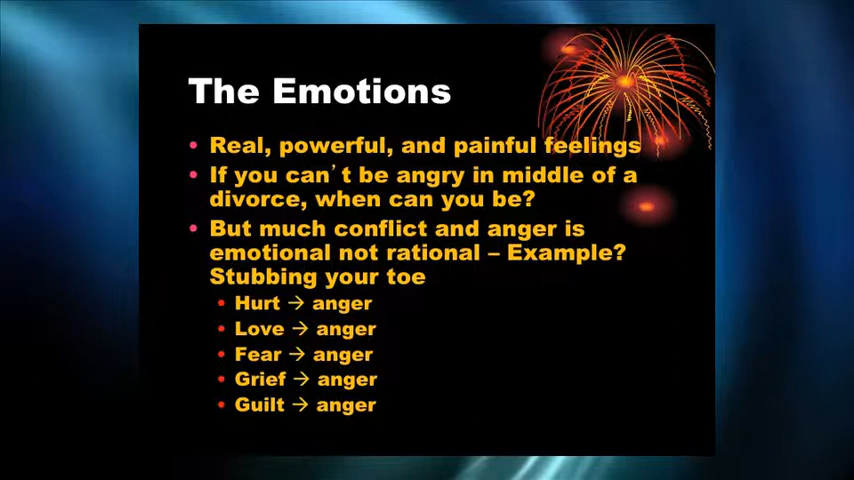 The Emotions
• Real, powerful, and painful feelings
• If you can't be angry in middle of a
divorce, when can you be?
• But much conflict and anger is
emotional not rational – Example?
Stubbing your toe
• Hurt → anger
• Love → anger
• Fear → anger
• Grief → anger
• Guilt → anger